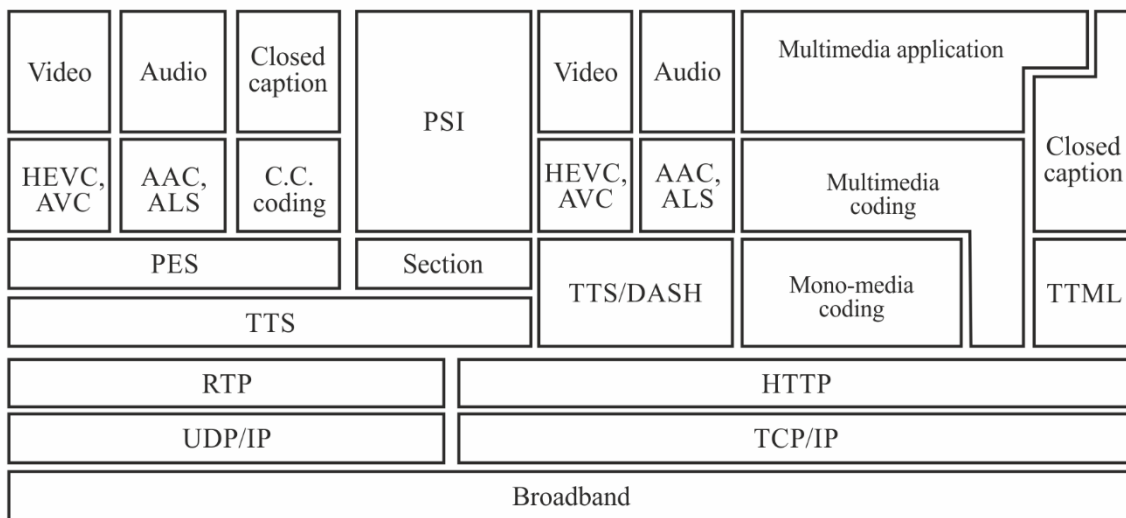 Video
Audio
Closed
caption
PSI
Video
Audio
Multimedia application
HEVC,
AVC
AAC,
ALS
C.C.
coding
HEVC,
AVC
AAC,
ALS
Multimedia
coding
Closed
caption
PES
Section
TTS/DASH
Mono-media
coding
TTML
TTS
RTP
HTTP
UDP/IP
TCP/IP
Broadband